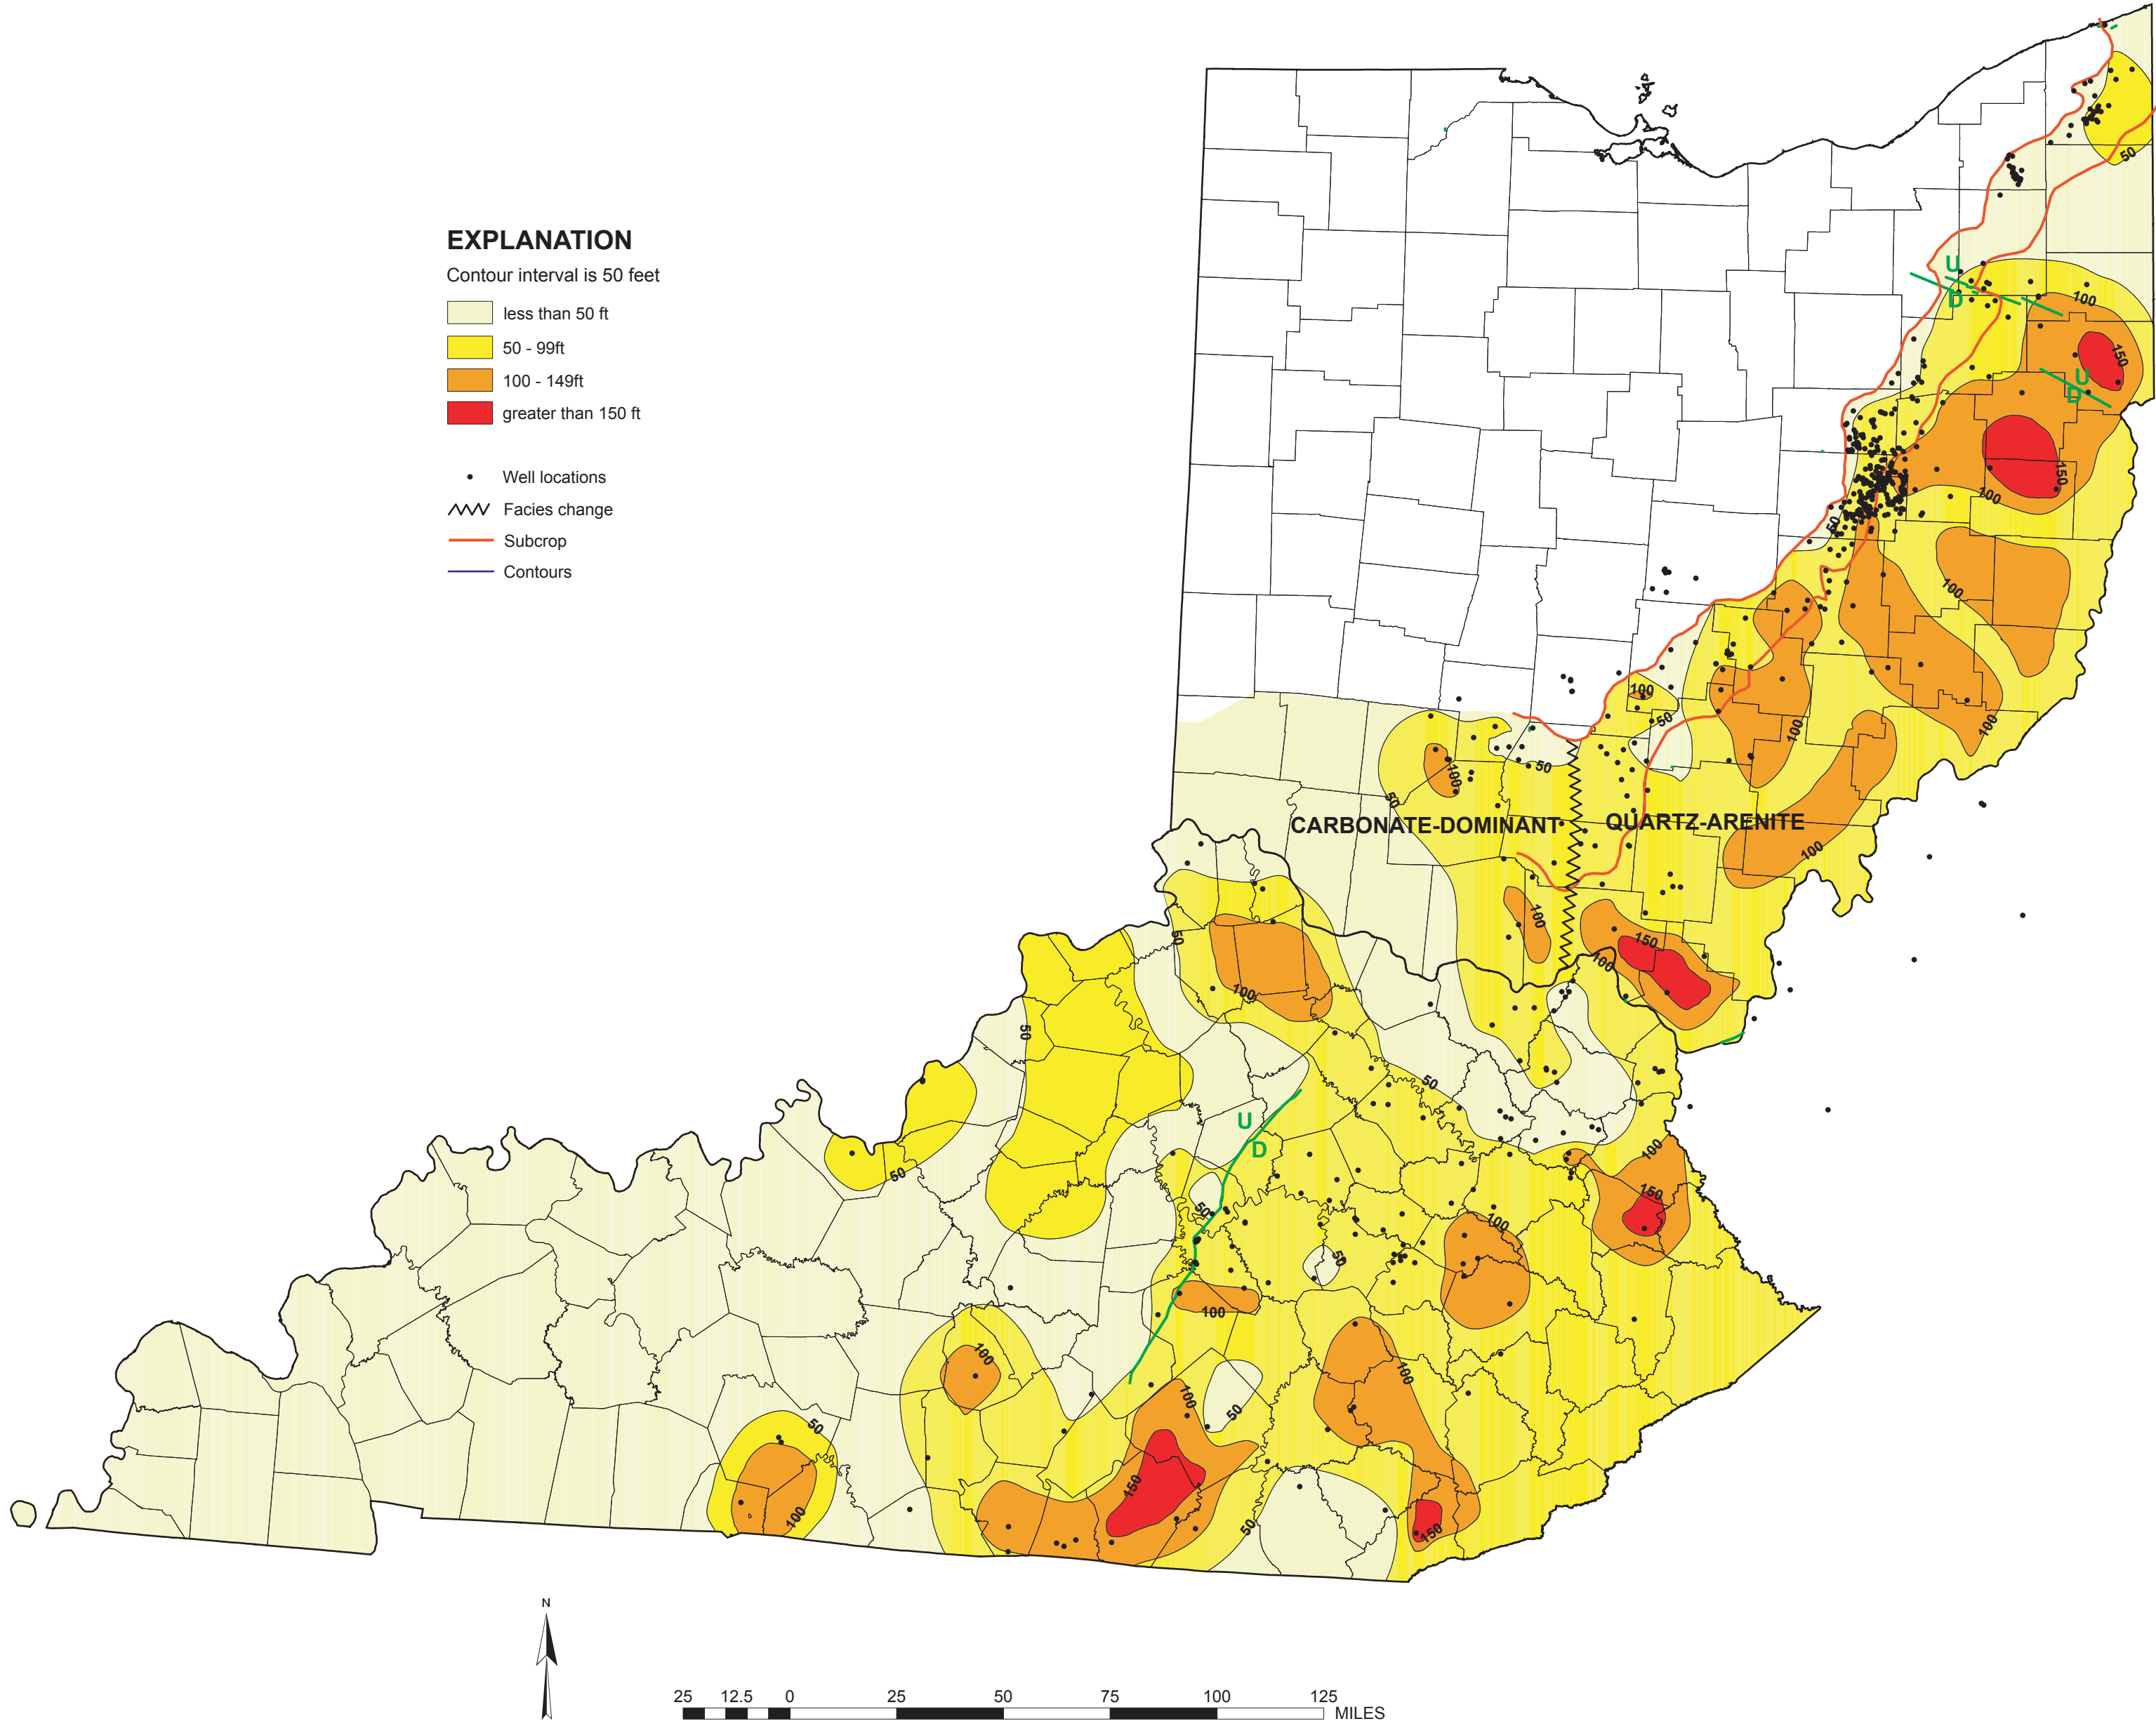 EXPLANATION
Contour interval is 50 feet
less than 50 ft
50 - 99ft
100 - 149ft
greater than 150 ft
Well locations
Facies change
Subcrop
Contours
50
U
D
100
150
U
D
150
100
50
100
100
50
100
100
50
100
50
CARBONATE-DOMINANT
QUARTZ-ARENITE
100
100
150
100
50
100
50
50
U
D
50
100
150
50
100
50
100
100
100
100
50
50
150
100
50
150
N
25 12.5 0 25 50 75 100 125
MILES